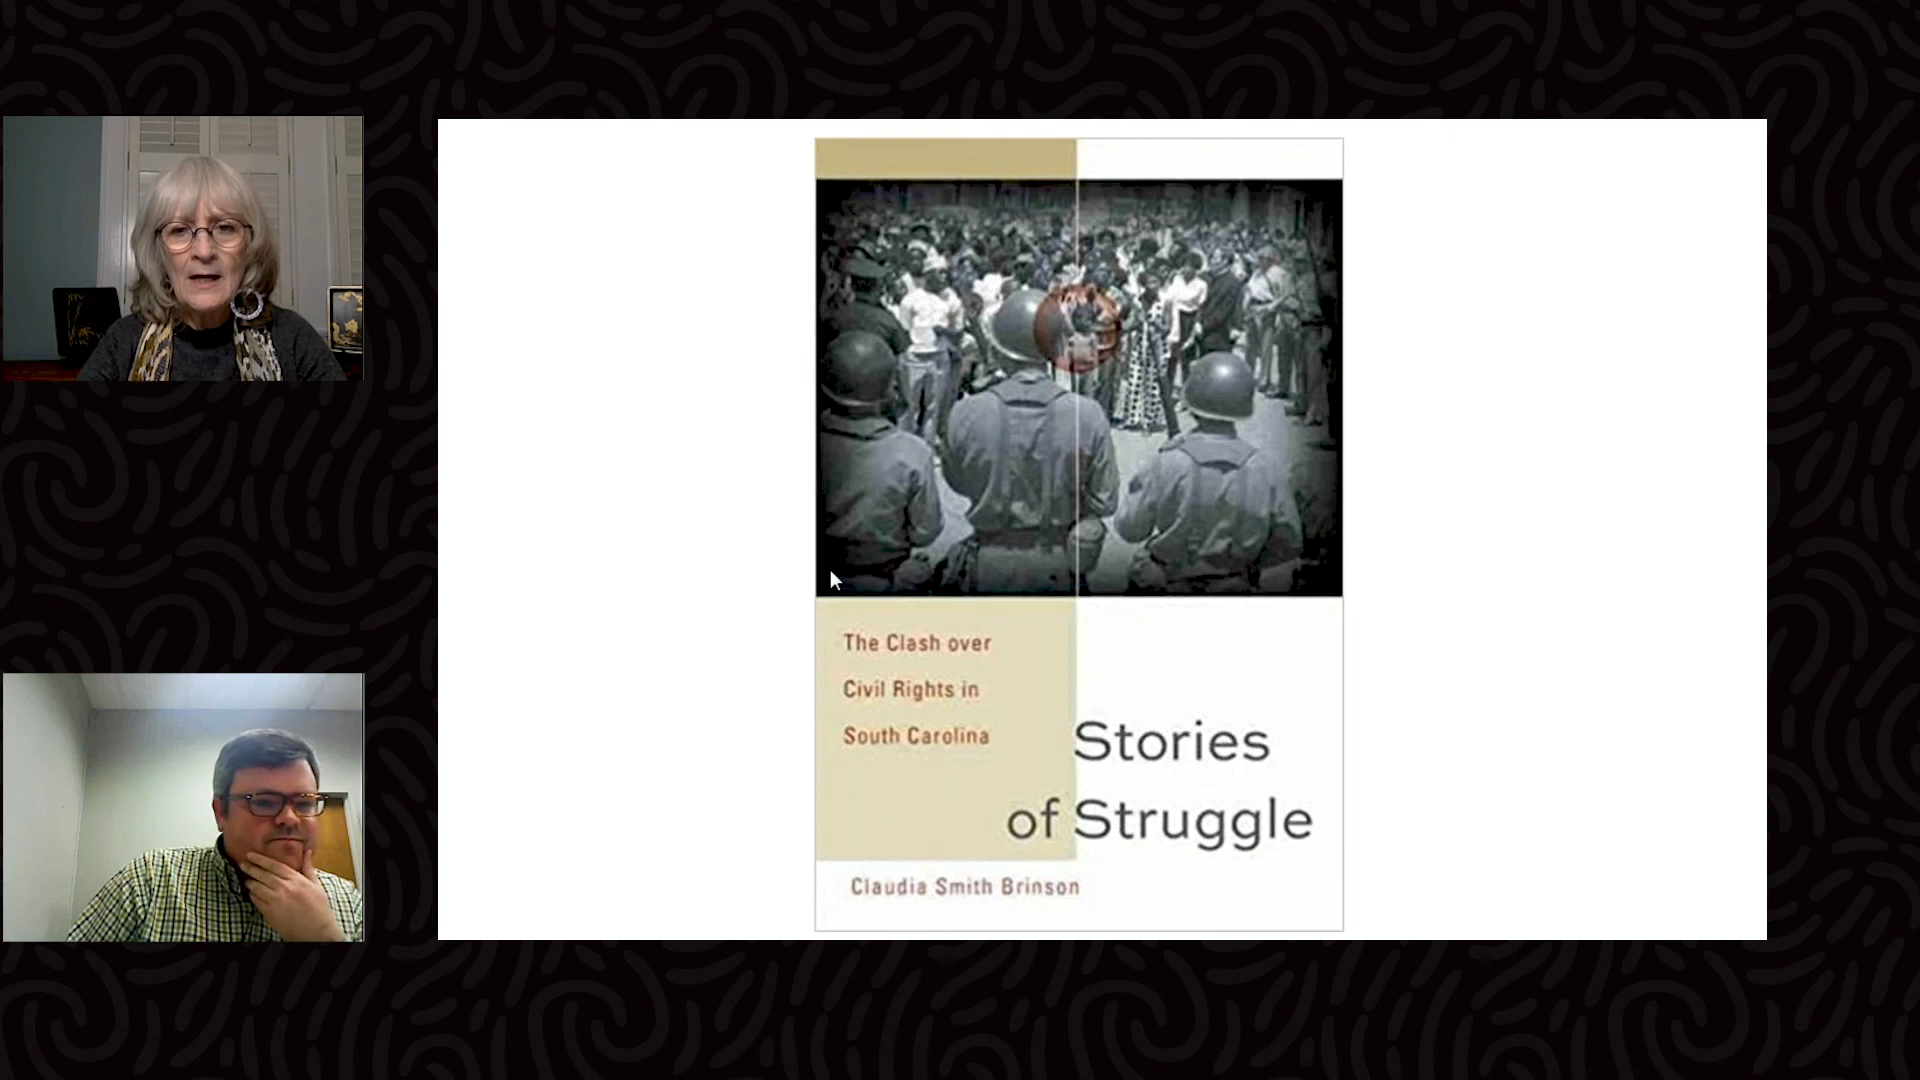 The Clash over
Civil Rights in
South Carolina
Stories
of Struggle
Claudia Smith Brinson